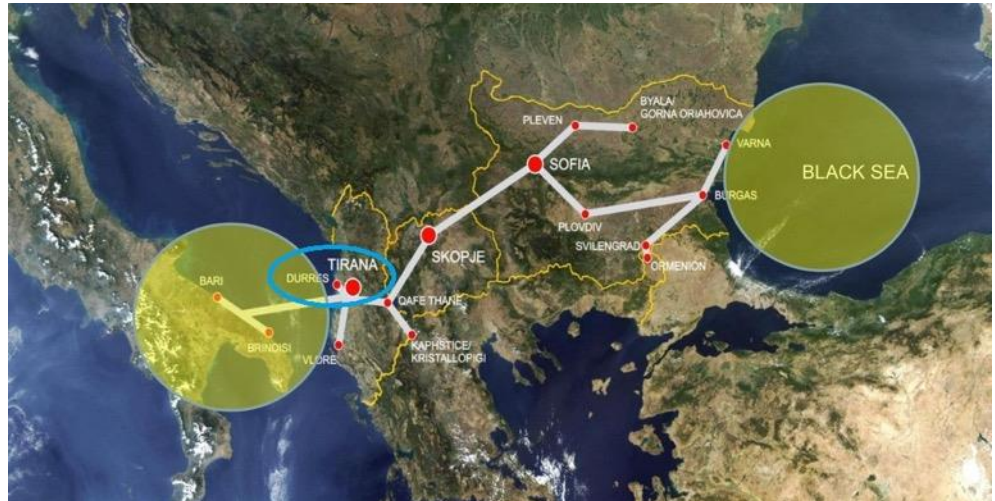 BYALA/
GORNA ORIAHOVICA
PLEVEN
VARNA
SOFIA
BLACK SEA
BURGAS
PLOVDIV
SVILENGRAD
ORMENION
SKOPJE
TIRANA
DURRES
BARI
QAFE THANE
BRINDISI
VLORE
KAPHSTICE/
KRISTALLOPIGI